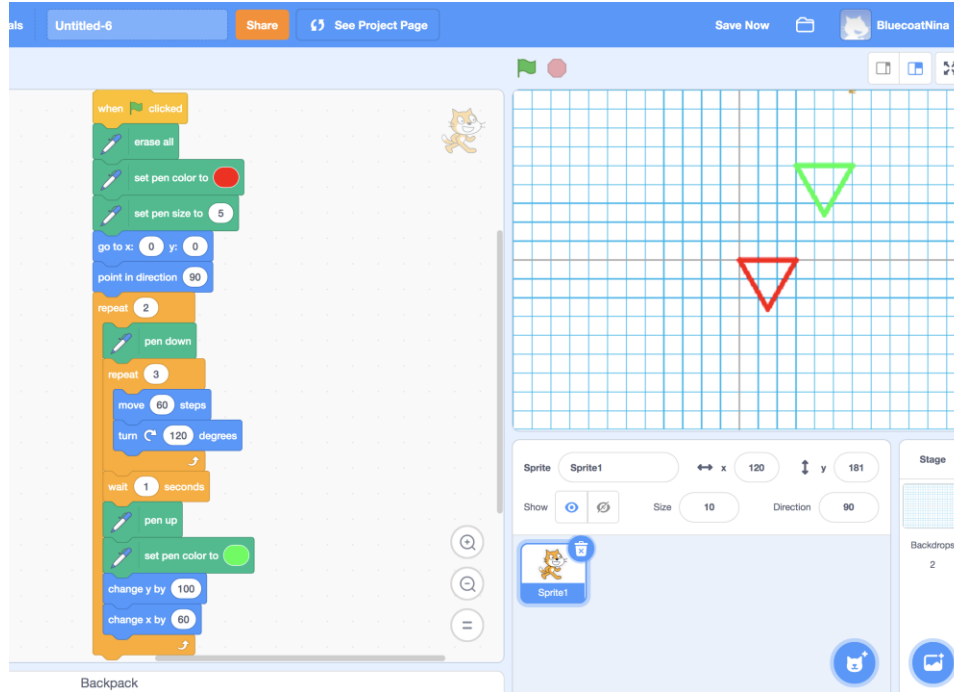 als Untitled-6 Share See Project Page Save Now BluecoatNina
when clicked
erase all
set pen color to
set pen size to 5
go to x: 0 y: 0
point in direction 90
repeat 2
pen down
repeat 3
move 60 steps
turn 120 degrees
wait 1 seconds
pen up
set pen color to
change y by 100
change x by 60
Backpack
Sprite Sprite1 x 120 y 181
Show Size 10 Direction 90
Sprite1
Stage
Backdrops
2